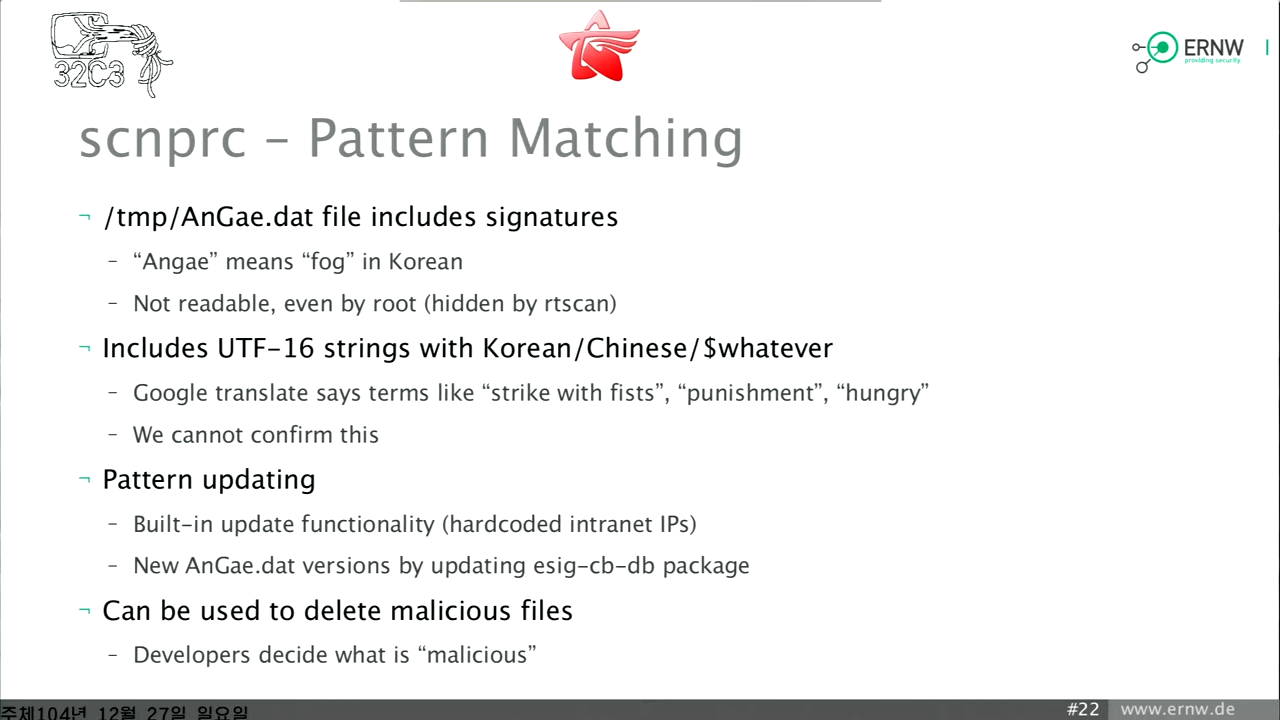 32C3
ERNW
providing security.
scnprc – Pattern Matching
¬ /tmp/AnGae.dat file includes signatures
– “Angae” means “fog” in Korean
– Not readable, even by root (hidden by rtscan)
¬ Includes UTF-16 strings with Korean/Chinese/$whatever
– Google translate says terms like “strike with fists”, “punishment”, “hungry”
– We cannot confirm this
¬ Pattern updating
– Built-in update functionality (hardcoded intranet IPs)
– New AnGae.dat versions by updating esig-cb-db package
¬ Can be used to delete malicious files
– Developers decide what is “malicious”
주체104년 12월 27일 일요일
#22
www.ernw.de